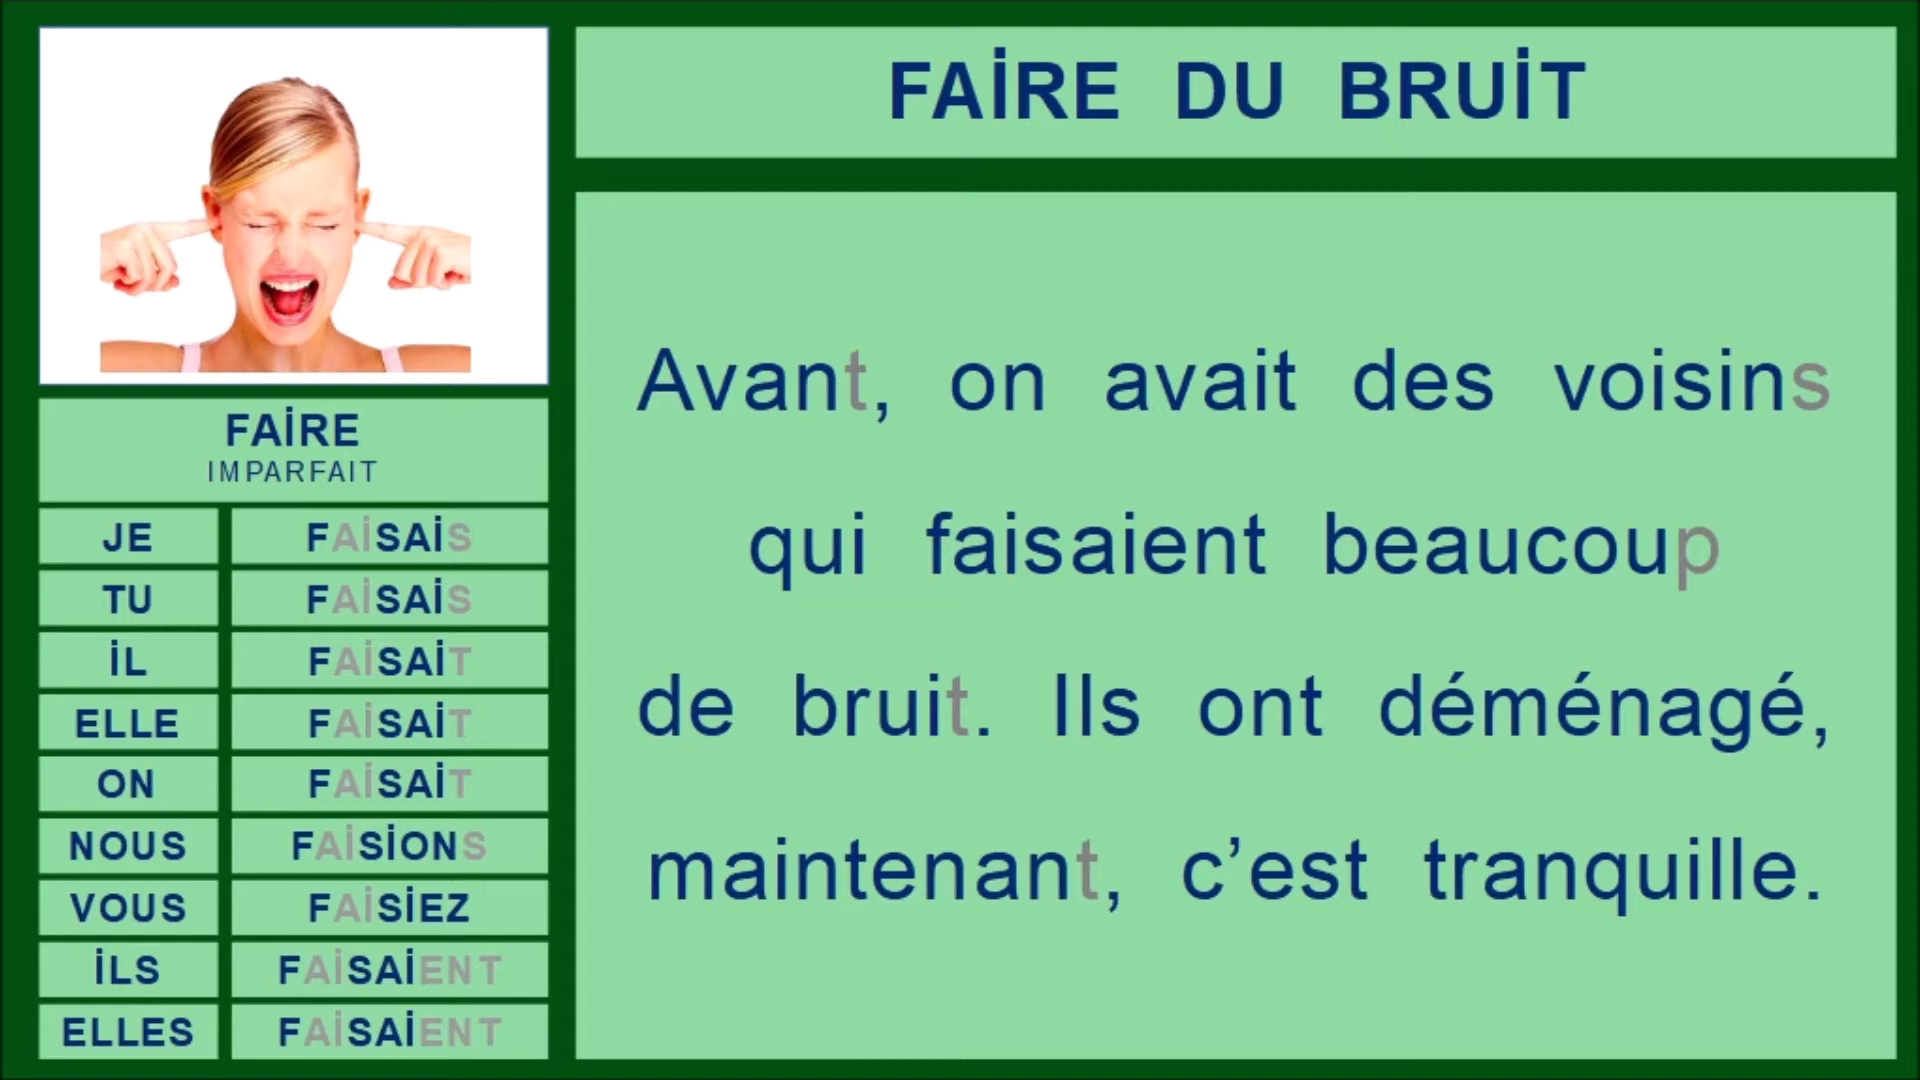 FAİRE DU BRUİT
Avant, on avait des voisins
qui faisaient beaucoup
de bruit. Ils ont déménagé,
maintenant, c’est tranquille.
FAİRE
IMPARFAIT
JE FAİSAİS
TU FAİSAİS
İL FAİSAİT
ELLE FAİSAİT
ON FAİSAİT
NOUS FAİSİONS
VOUS FAİSİEZ
İLS FAİSAİENT
ELLES FAİSAİENT